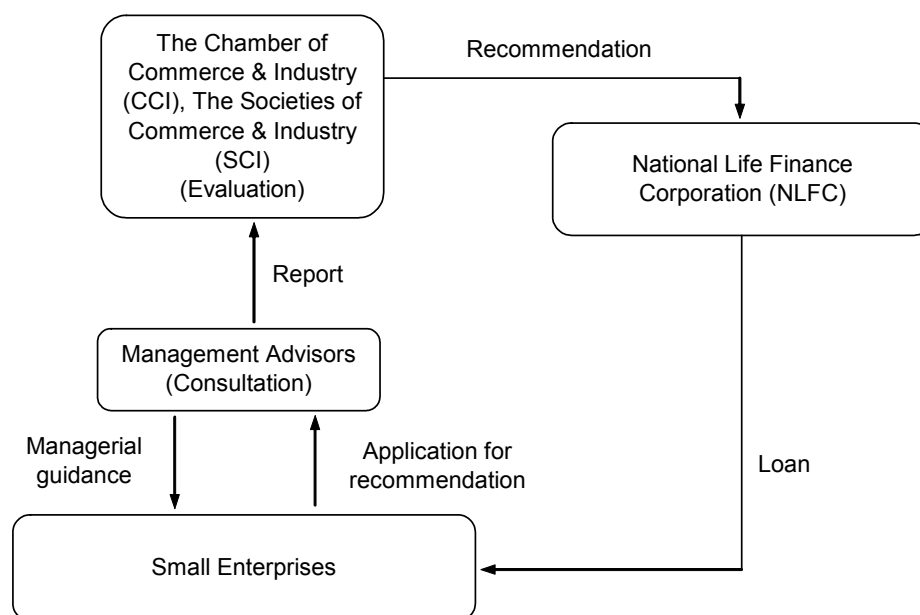 The Chamber of
Commerce & Industry
(CCI), The Societies of
Commerce & Industry
(SCI)
(Evaluation)
Recommendation
National Life Finance
Corporation (NLFC)
Report
Management Advisors
(Consultation)
Managerial
guidance
Application for
recommendation
Loan
Small Enterprises